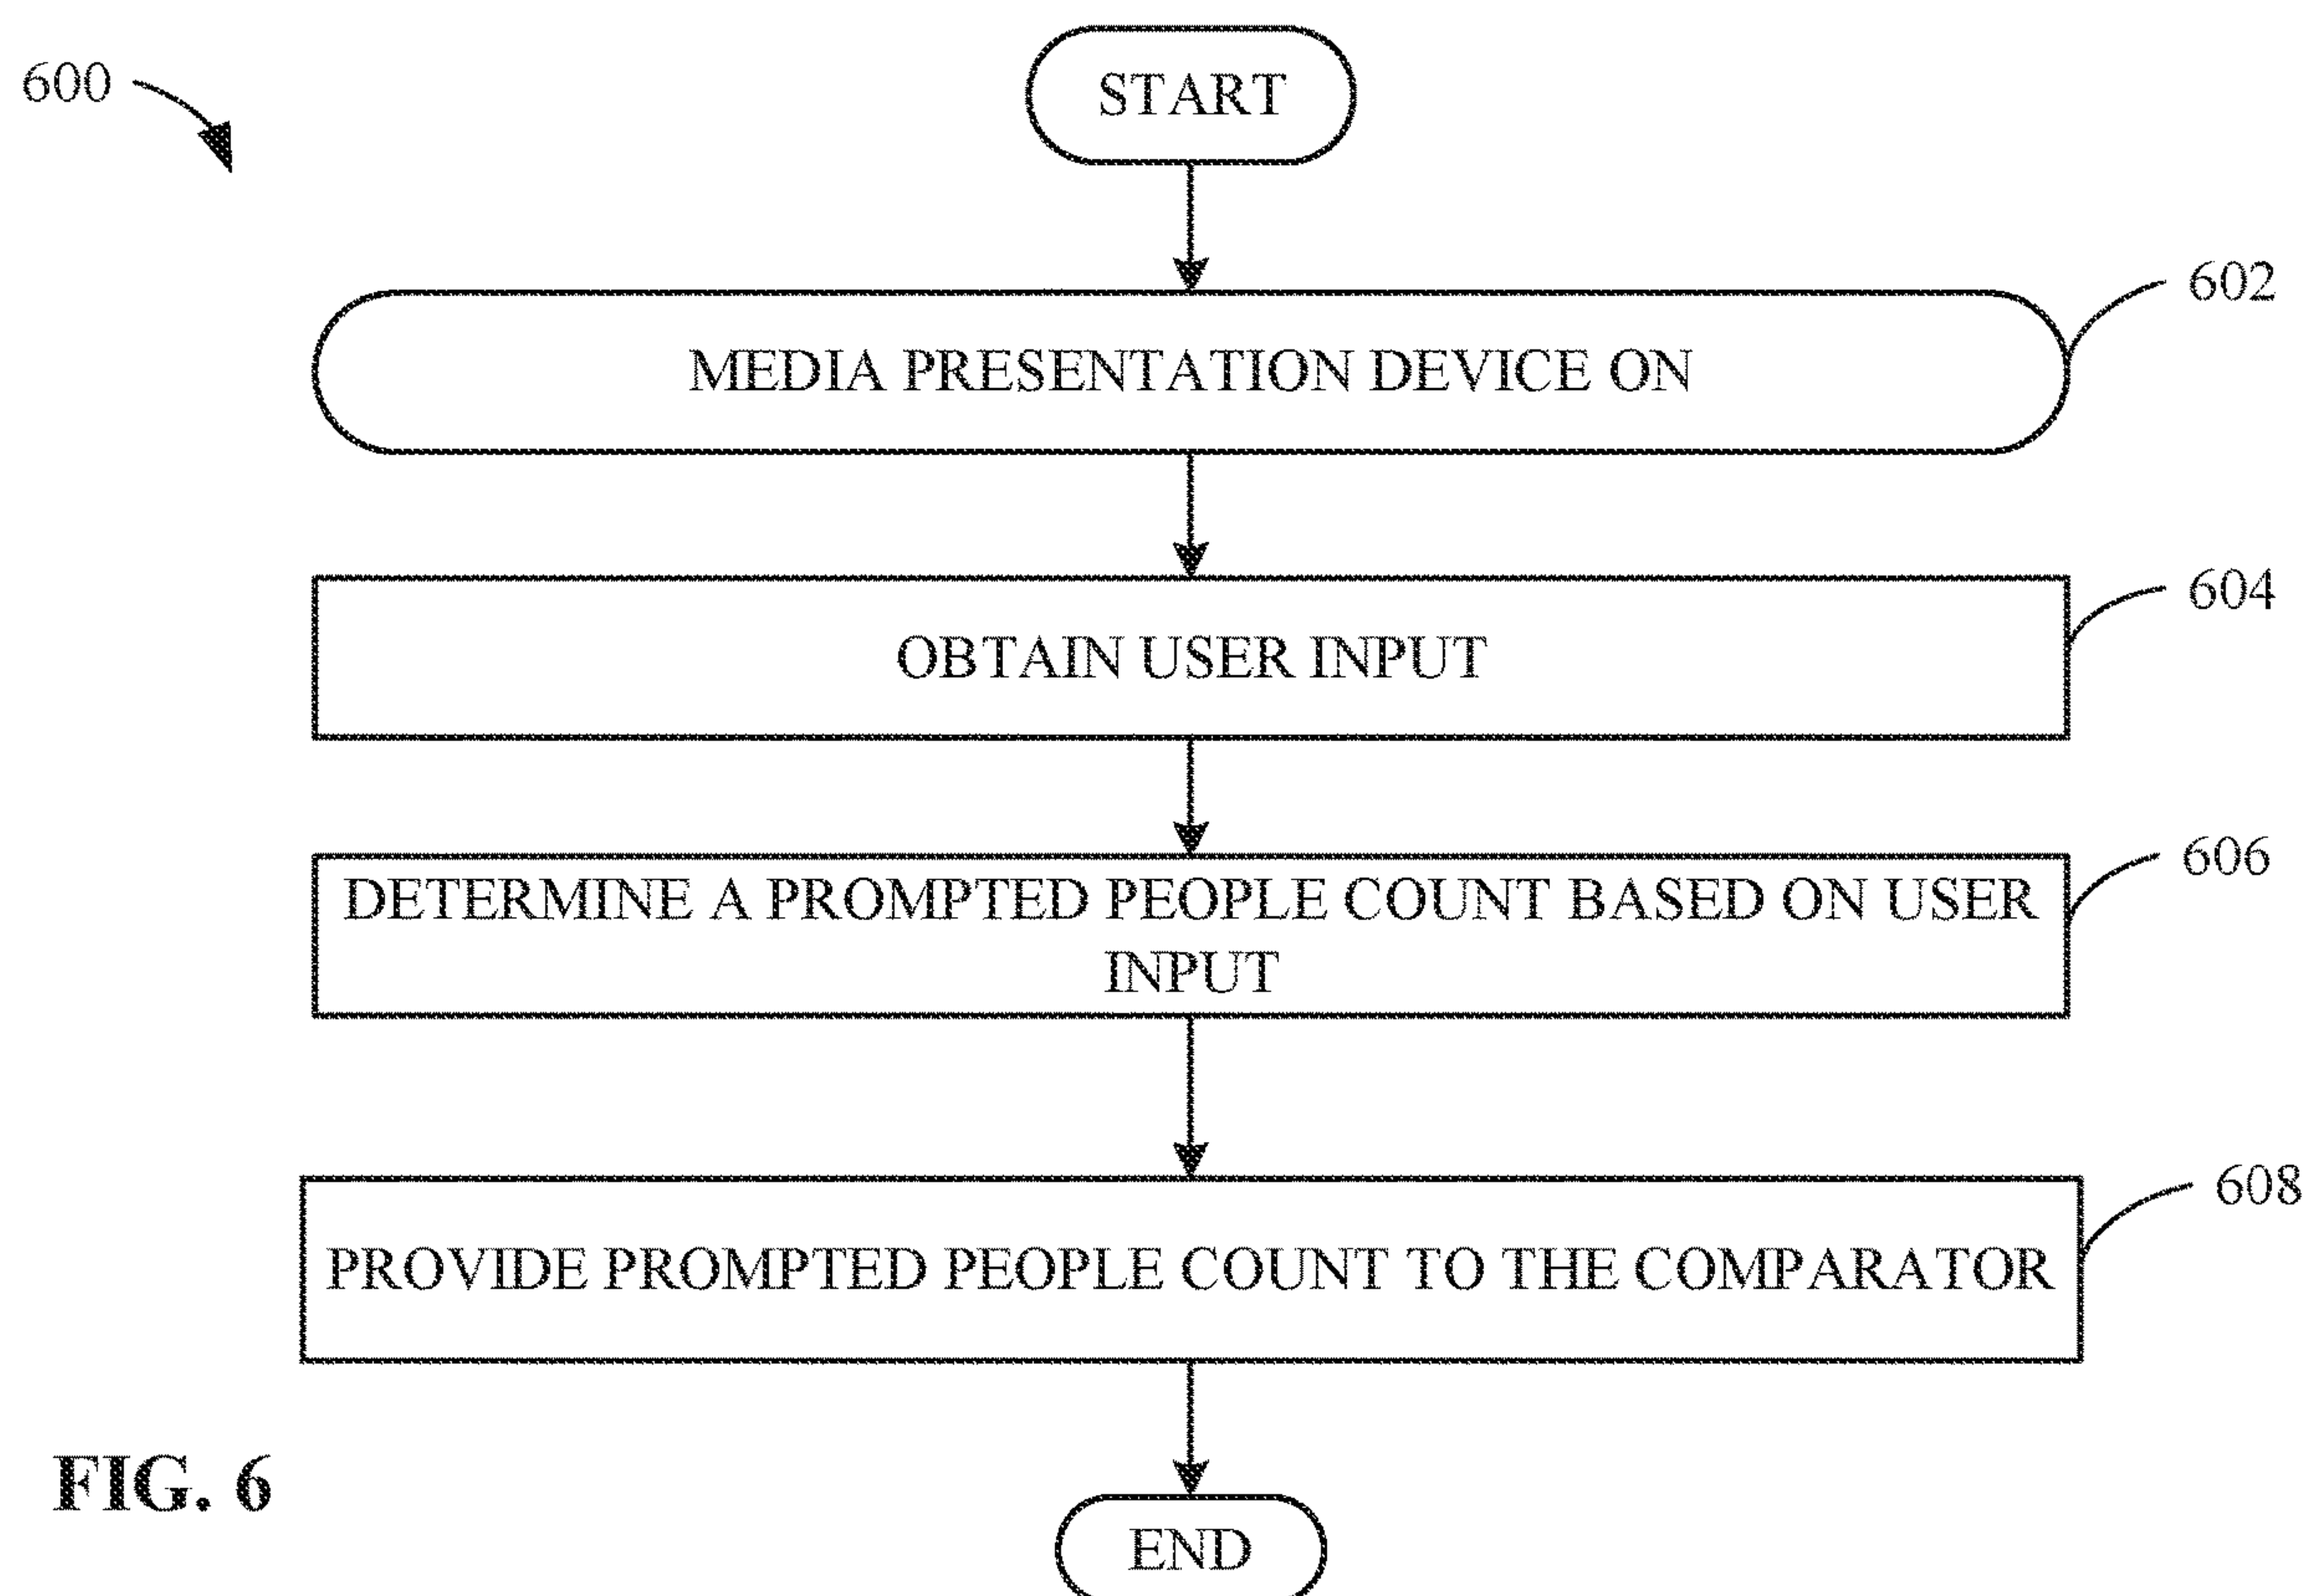 600
START
602
MEDIA PRESENTATION DEVICE ON
604
OBTAIN USER INPUT
606
DETERMINE A PROMPTED PEOPLE COUNT BASED ON USER
INPUT
608
PROVIDE PROMPTED PEOPLE COUNT TO THE COMPARATOR
FIG. 6
END